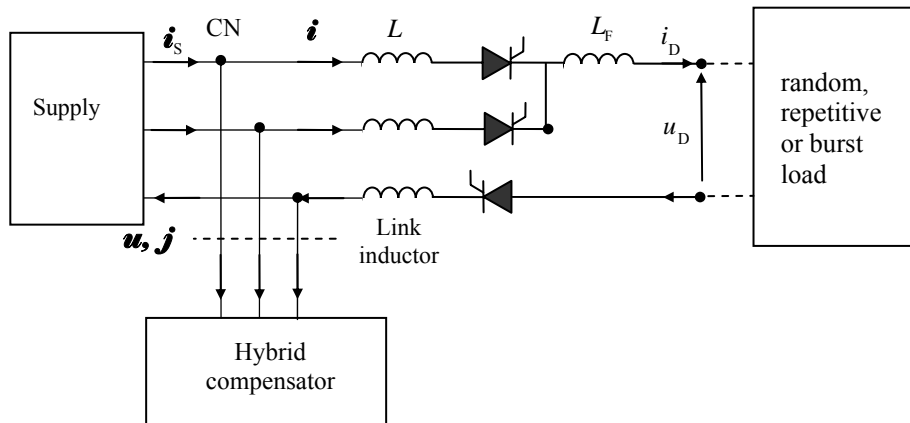 CN
i_S
i
L
L_F
i_D
Supply
u_D
random,
repetitive
or burst
load
u, j
Link
inductor
Hybrid
compensator